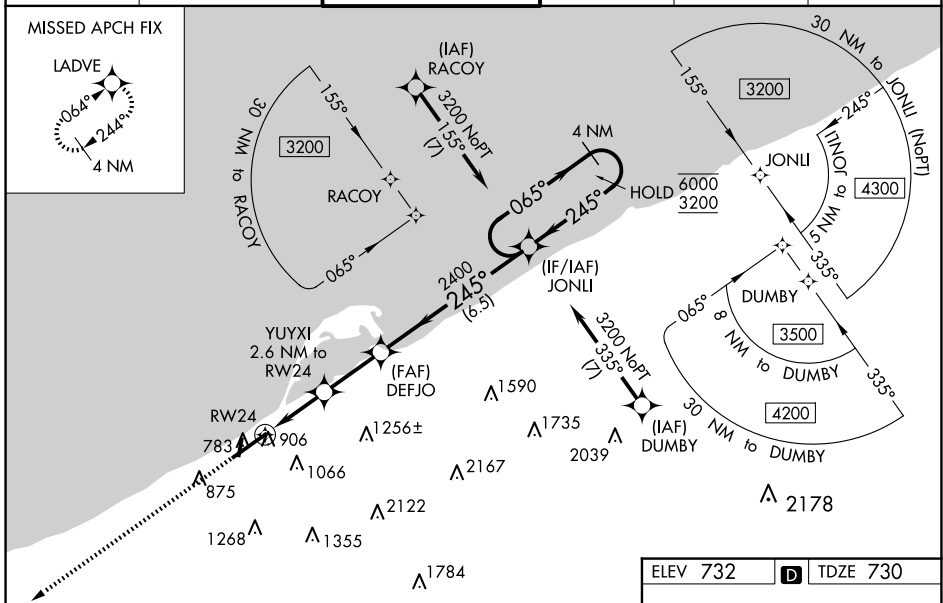 MISSED APCH FIX
LADVE
064°
244°
4 NM
30 NM to RACOY
155°
3200
RACOY
065°
(IAF)
RACOY
3200 NoPT
155°
(7)
4 NM
065°
245°
HOLD
6000
3200
(IF/IAF)
JONLI
2400
245°
(6.5)
(FAF)
DEFJO
YUYXI
2.6 NM to
RW24
RW24
3200 NoPT
335°
(7)
(IAF)
DUMBY
30 NM to JONLI (NoPT)
155°
3200
245°
JONLI
5 NM to JONLI
4300
335°
DUMBY
065°
8 NM to DUMBY
3500
335°
4200
30 NM to DUMBY
783
906
875
1066
1256±
1590
1735
2039
2167
2122
1268
1355
1784
2178
ELEV 732
D
TDZE 730